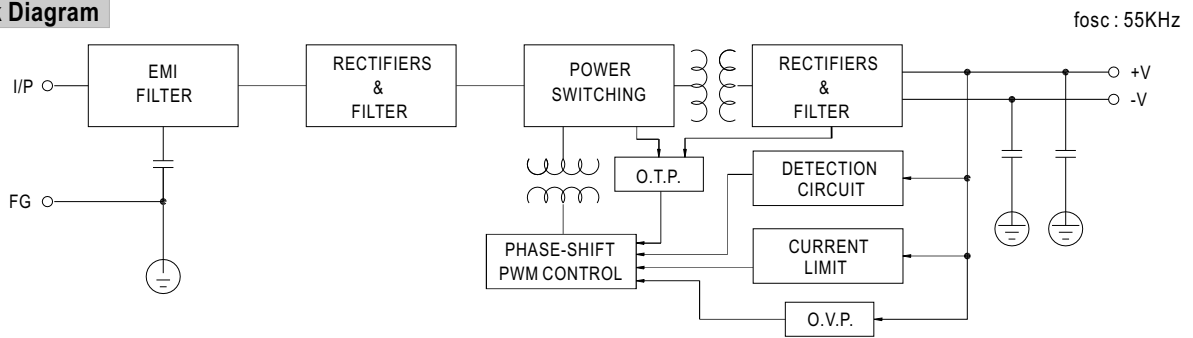 Diagram
fosc : 55KHz
I/P
EMI
FILTER
RECTIFIERS
&
FILTER
POWER
SWITCHING
RECTIFIERS
&
FILTER
+V
-V
O.T.P.
DETECTION
CIRCUIT
FG
PHASE-SHIFT
PWM CONTROL
CURRENT
LIMIT
O.V.P.